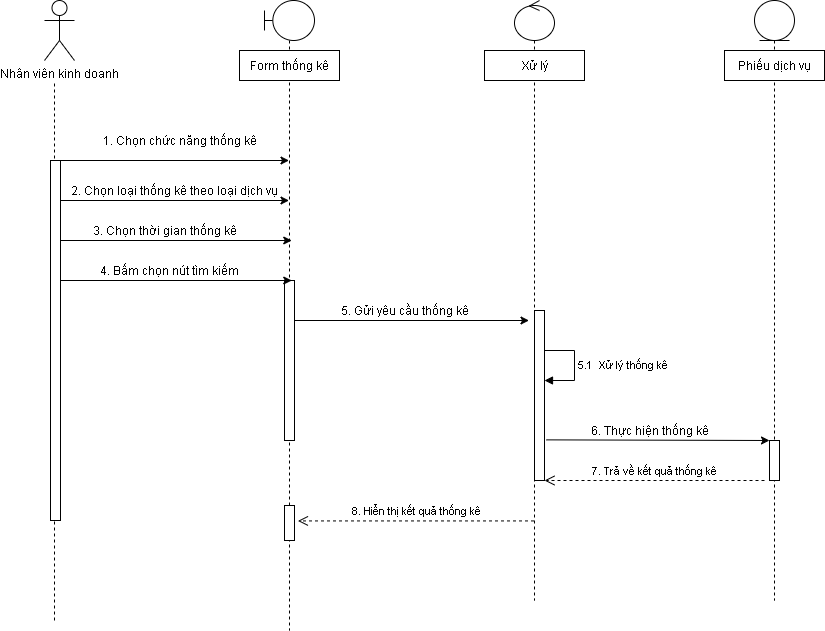 Nhân viên kinh doanh
Form thống kê
Xử lý
Phiếu dịch vụ
1. Chọn chức năng thống kê
2. Chọn loại thống kê theo loại dịch vụ
3. Chọn thời gian thống kê
4. Bấm chọn nút tìm kiếm
5. Gửi yêu cầu thống kê
5.1 Xử lý thống kê
6. Thực hiện thống kê
7. Trả về kết quả thống kê
8. Hiển thị kết quả thống kê